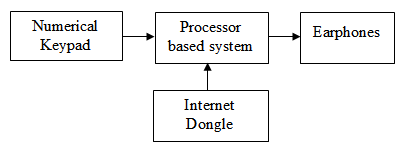 Numerical
Keypad
Processor
based system
Earphones
Internet
Dongle